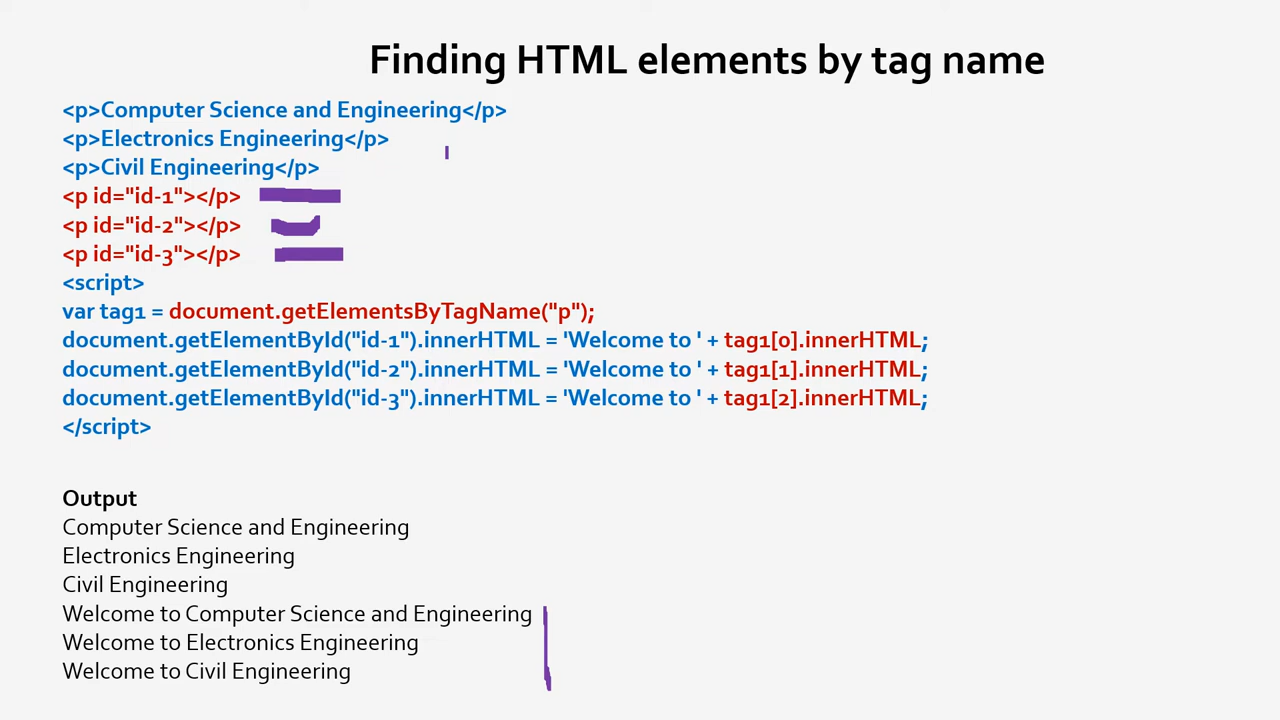 Finding HTML elements by tag name
<p>Computer Science and Engineering</p>
<p>Electronics Engineering</p>
<p>Civil Engineering</p>
<p id="id-1"></p>
<p id="id-2"></p>
<p id="id-3"></p>
<script>
var tag1 = document.getElementsByTagName("p");
document.getElementById("id-1").innerHTML = 'Welcome to ' + tag1[0].innerHTML;
document.getElementById("id-2").innerHTML = 'Welcome to ' + tag1[1].innerHTML;
document.getElementById("id-3").innerHTML = 'Welcome to ' + tag1[2].innerHTML;
</script>
Output
Computer Science and Engineering
Electronics Engineering
Civil Engineering
Welcome to Computer Science and Engineering
Welcome to Electronics Engineering
Welcome to Civil Engineering